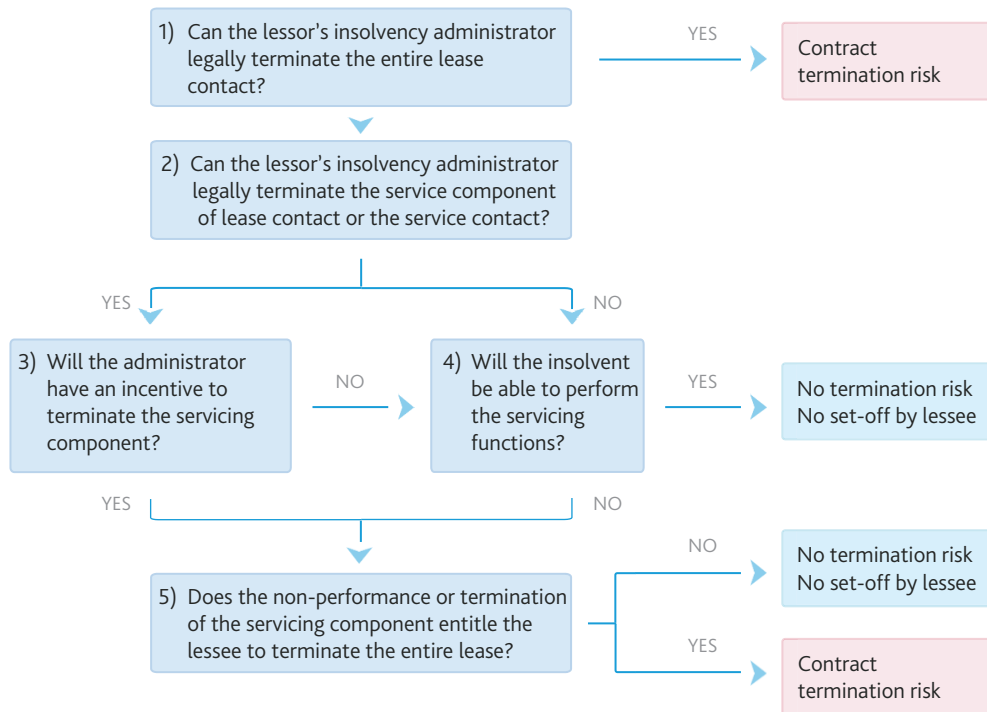 1) Can the lessor's insolvency administrator
legally terminate the entire lease
contact?
YES
Contract
termination risk
2) Can the lessor's insolvency administrator
legally terminate the service component
of lease contact or the service contact?
YES
NO
3) Will the administrator
have an incentive to
terminate the servicing
component?
NO
4) Will the insolvent
be able to perform
the servicing
functions?
YES
No termination risk
No set-off by lessee
YES
NO
5) Does the non-performance or termination
of the servicing component entitle the
lessee to terminate the entire lease?
NO
No termination risk
No set-off by lessee
YES
Contract
termination risk